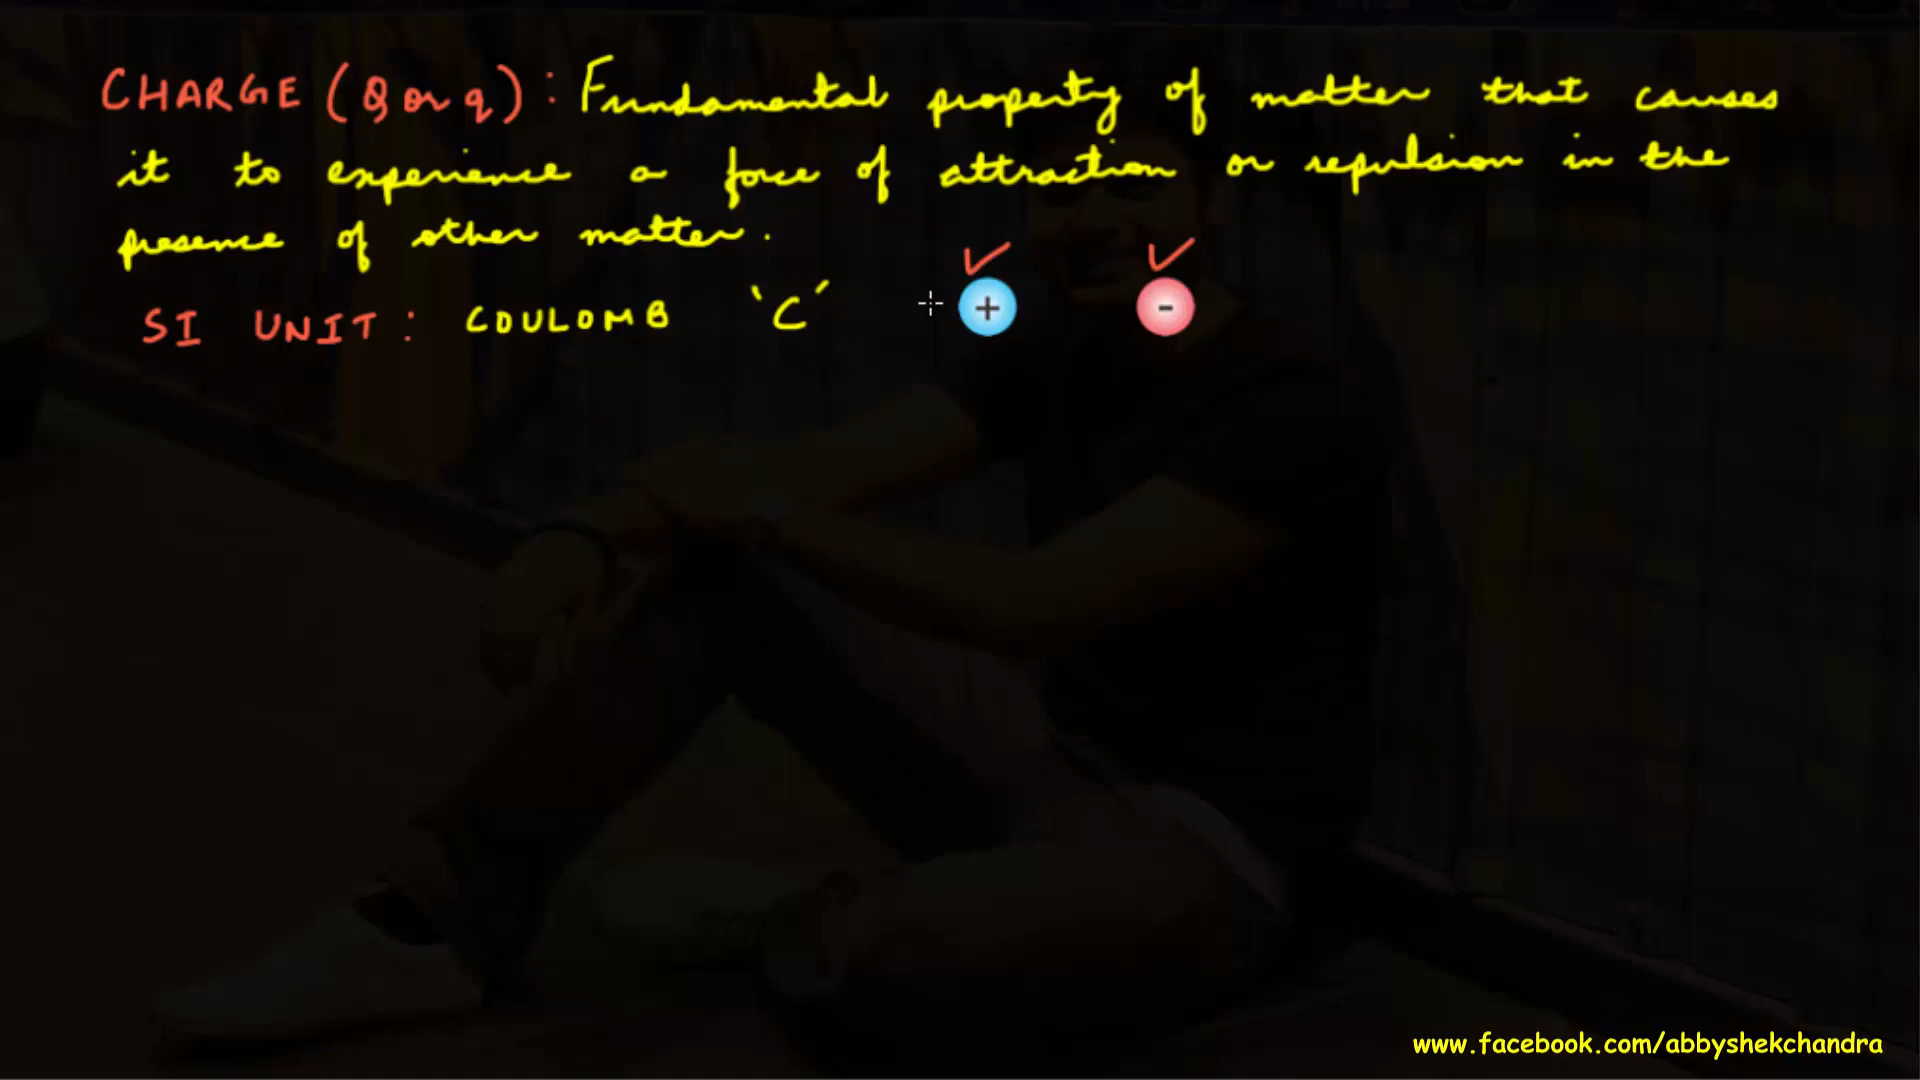 CHARGE (Q or q) : Fundamental property of matter that causes
it to experience a force of attraction or repulsion in the
presence of other matter.
SI UNIT : COULOMB 'C' + -
www.facebook.com/abbyshekchandra